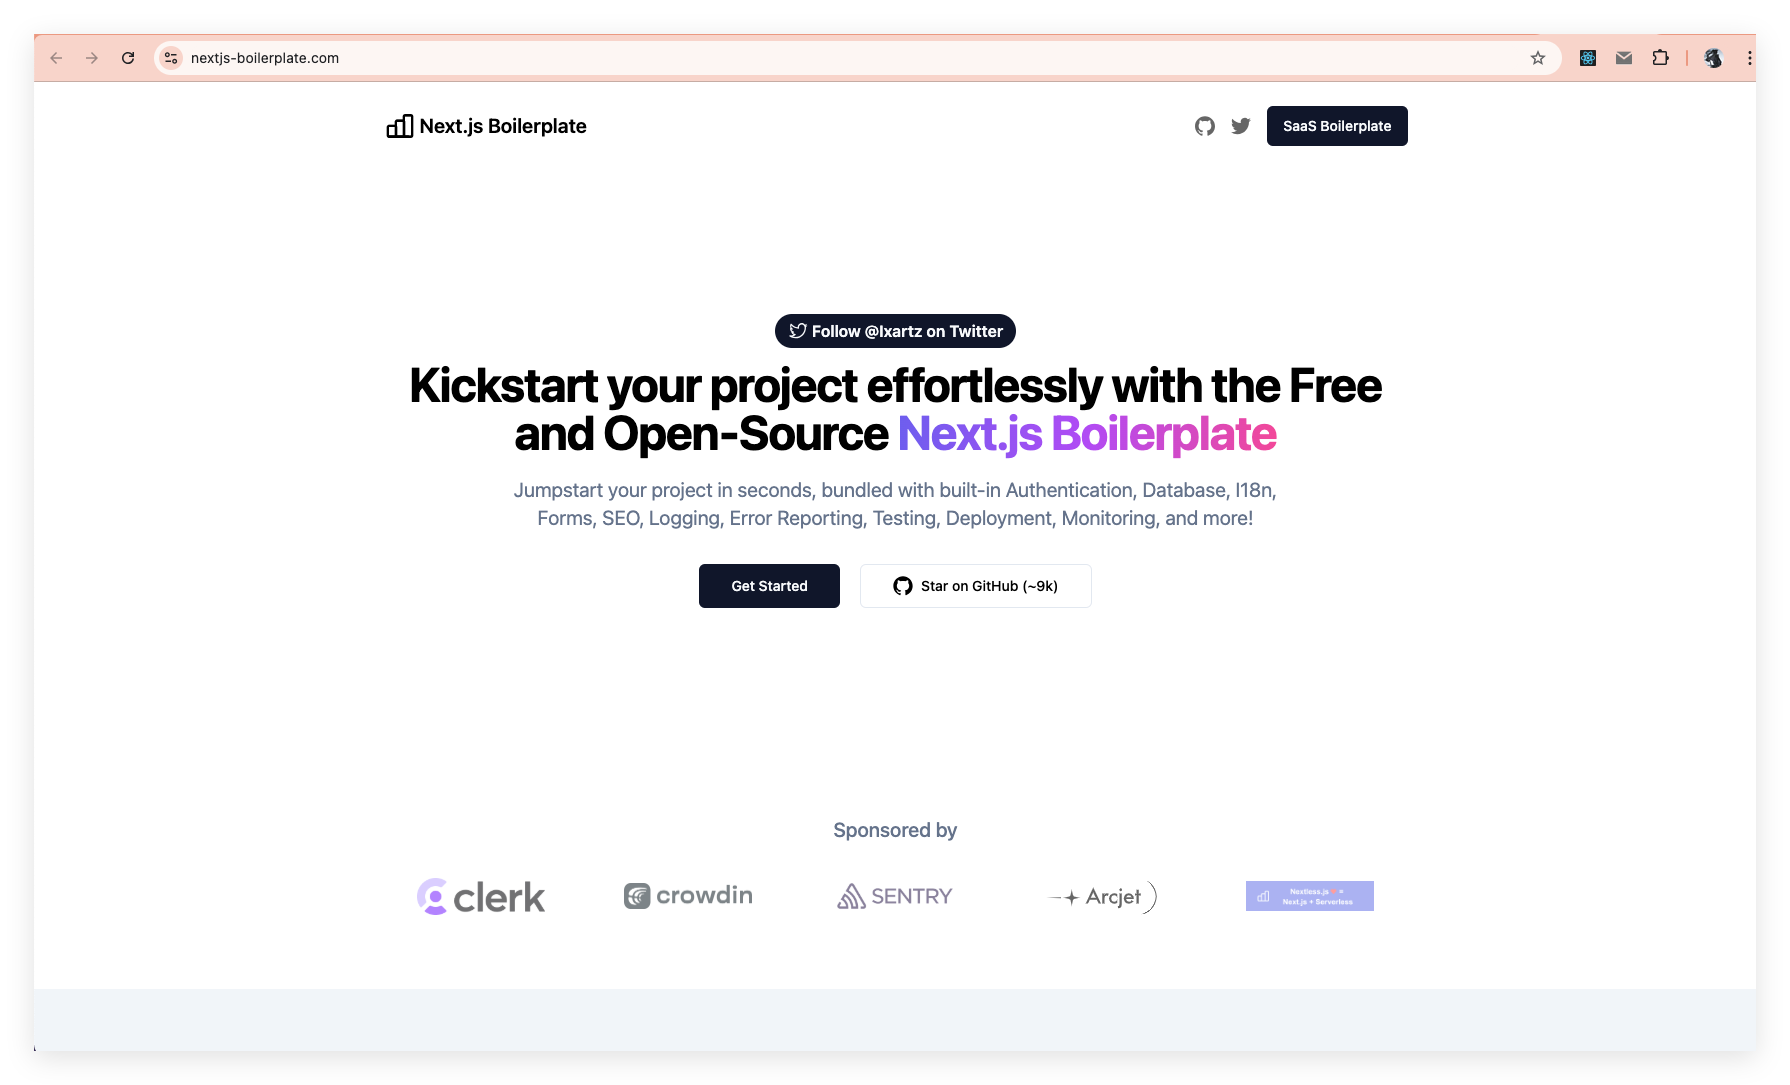 nextjs-boilerplate.com
Next.js Boilerplate
SaaS Boilerplate
Follow @Ixartz on Twitter
Kickstart your project effortlessly with the Free
and Open-Source Next.js Boilerplate
Jumpstart your project in seconds, bundled with built-in Authentication, Database, I18n,
Forms, SEO, Logging, Error Reporting, Testing, Deployment, Monitoring, and more!
Get Started
Star on GitHub (~9k)
Sponsored by
clerk
crowdin
SENTRY
Arcjet
Nextless.js =
Next.js + Serverless